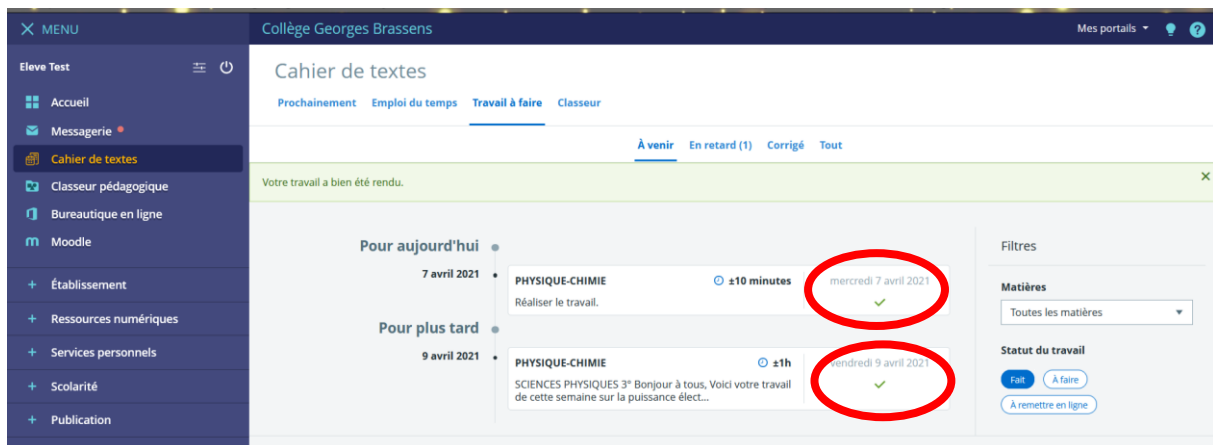 MENU
Collège Georges Brassens
Mes portails
Eleve Test
Accueil
Messagerie
Cahier de textes
Classeur pédagogique
Bureautique en ligne
Moodle
+ Établissement
+ Ressources numériques
+ Services personnels
+ Scolarité
+ Publication
Cahier de textes
Prochainement Emploi du temps Travail à faire Classeur
À venir En retard (1) Corrigé Tout
Votre travail a bien été rendu.
Pour aujourd'hui
7 avril 2021
PHYSIQUE-CHIMIE ±10 minutes mercredi 7 avril 2021
Réaliser le travail.
Pour plus tard
9 avril 2021
PHYSIQUE-CHIMIE ±1h vendredi 9 avril 2021
SCIENCES PHYSIQUES 3° Bonjour à tous, Voici votre travail
de cette semaine sur la puissance élect...
Filtres
Matières
Toutes les matières
Statut du travail
Fait À faire
À remettre en ligne